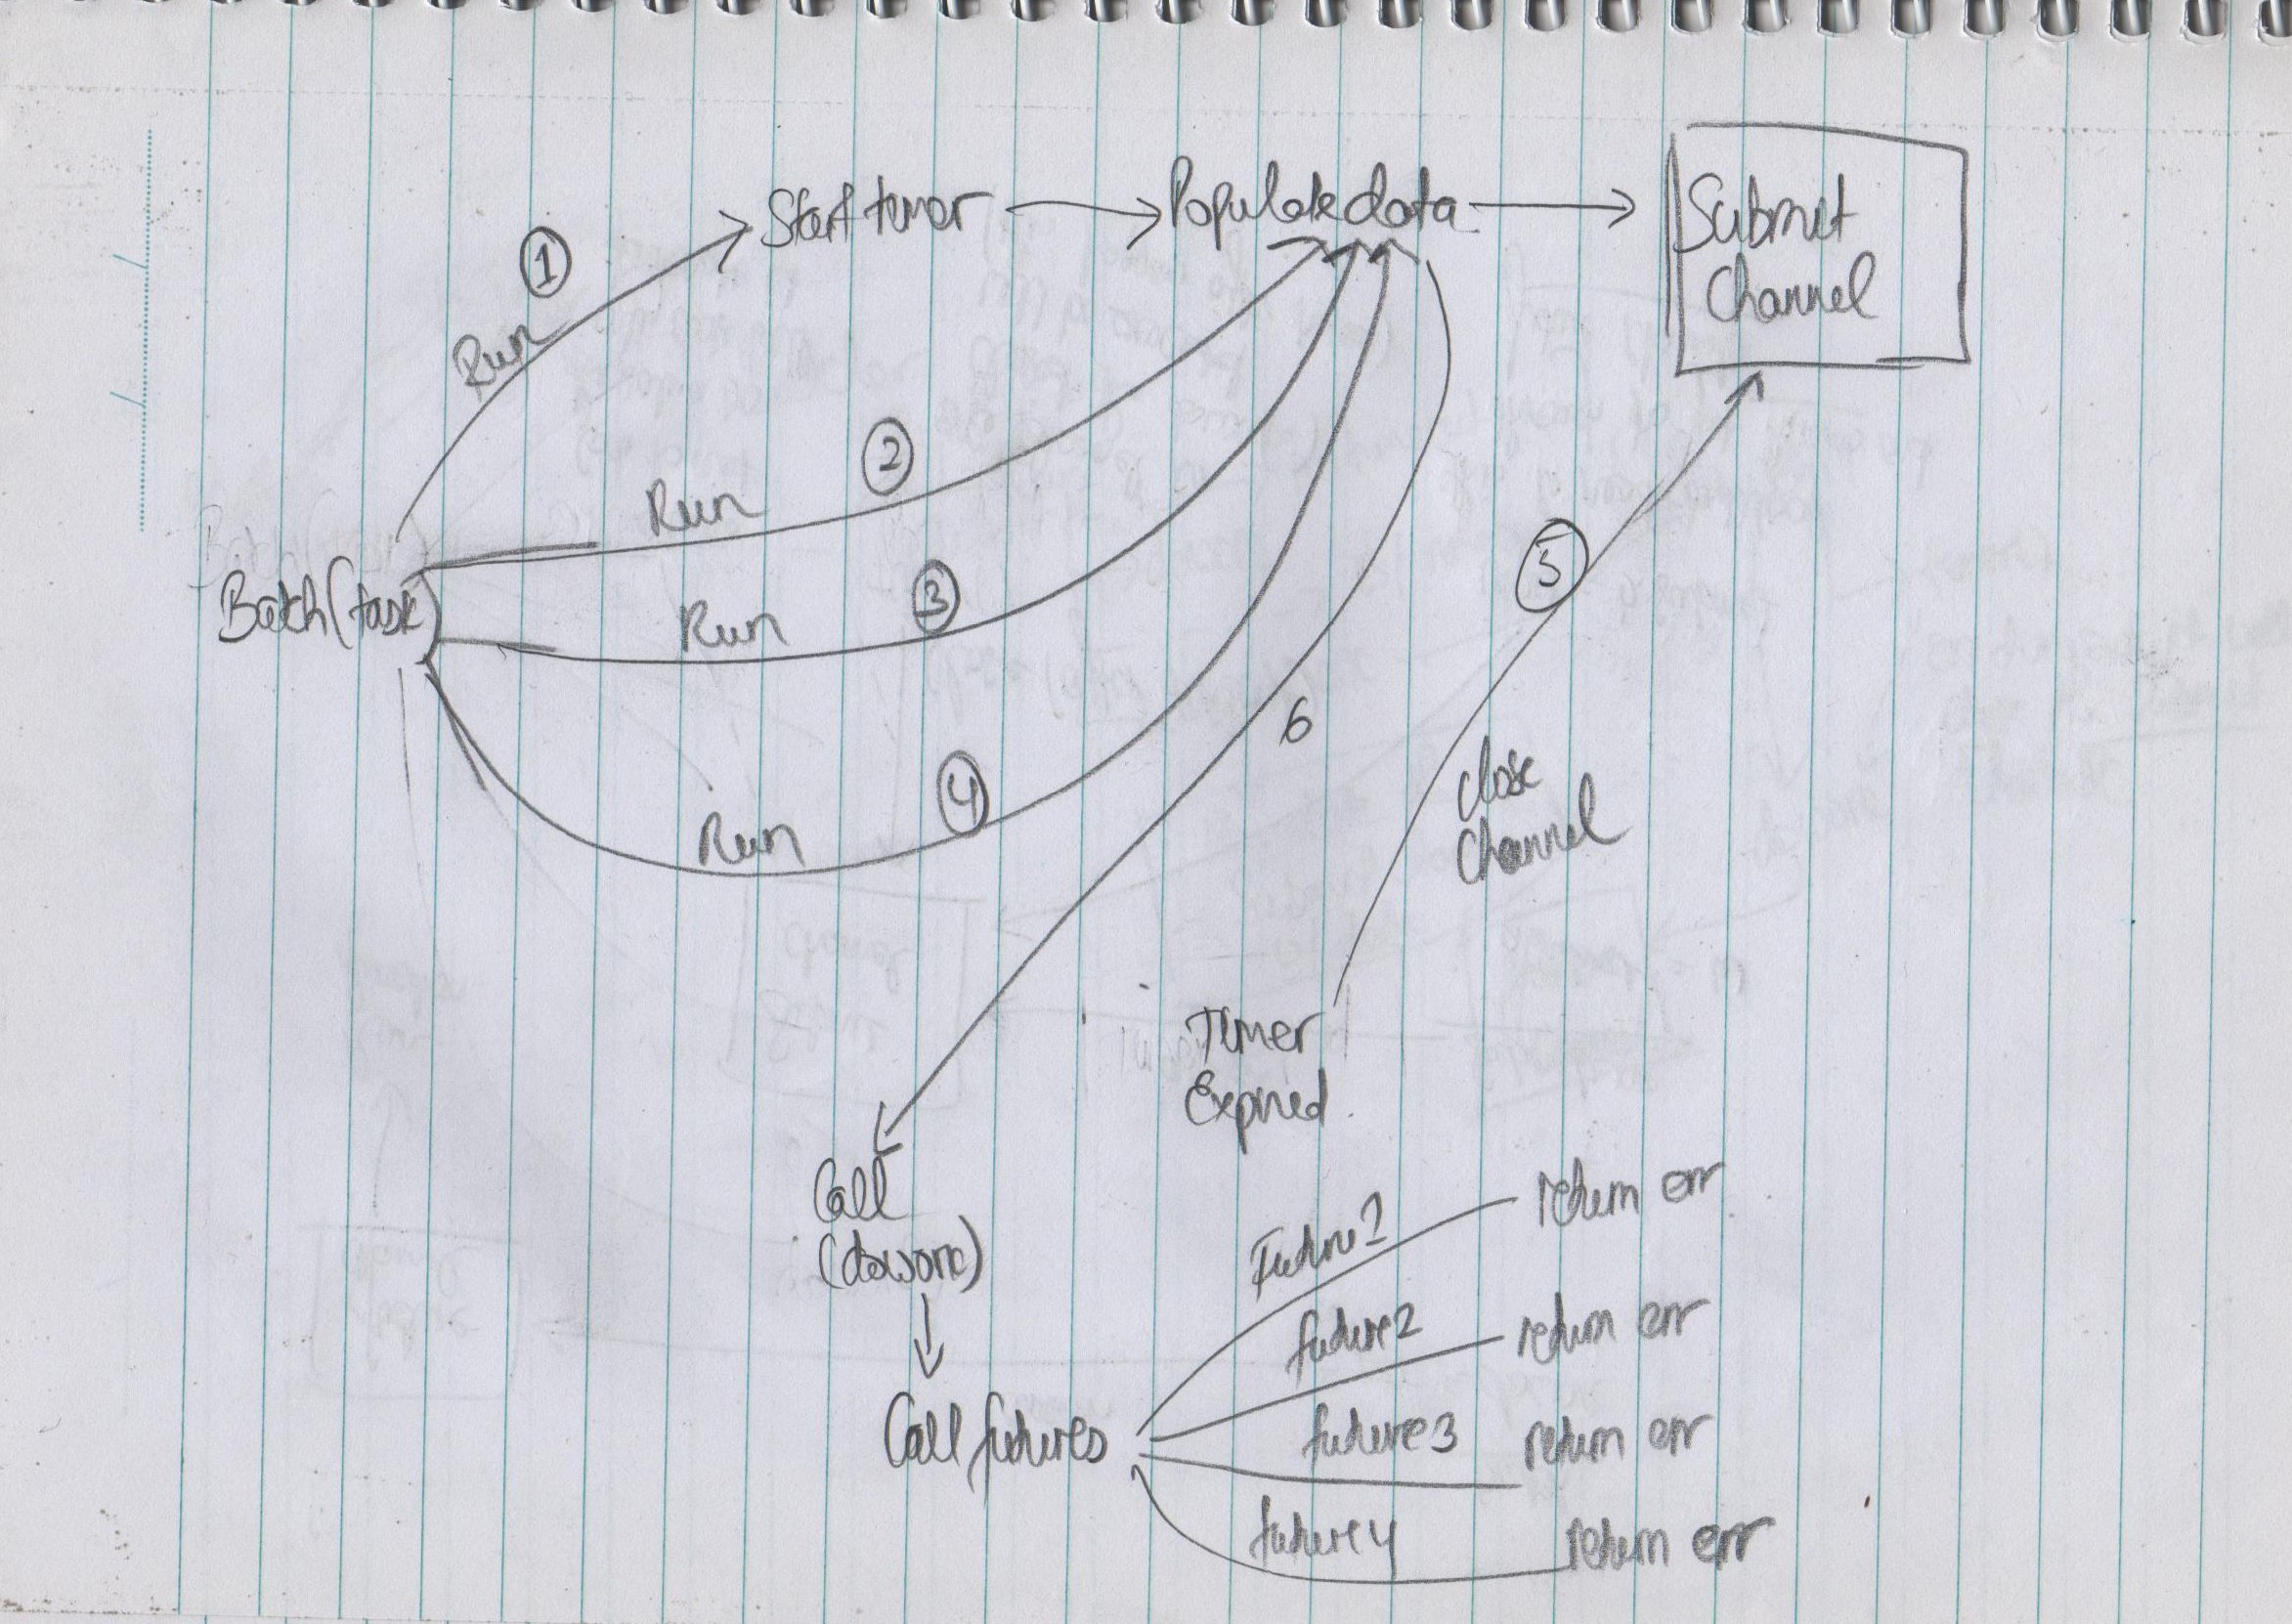 Start timer
Populate data
Submit
Channel
1
Run
2
Run
Batch(task)
3
Run
4
Run
5
6
Close
Channel
Timer
Expired
Call
(dowork)
Call futures
Future1
return err
future2
return err
future3
return err
future4
return err